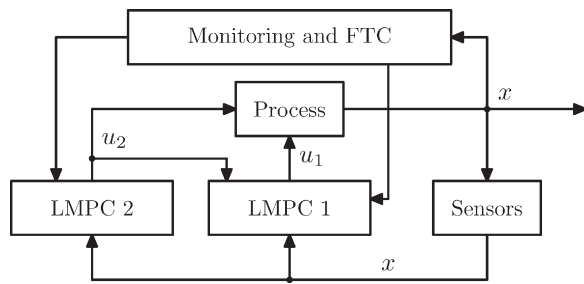 Monitoring and FTC
Process
x
u₂
u₁
LMPC 2
LMPC 1
Sensors
x